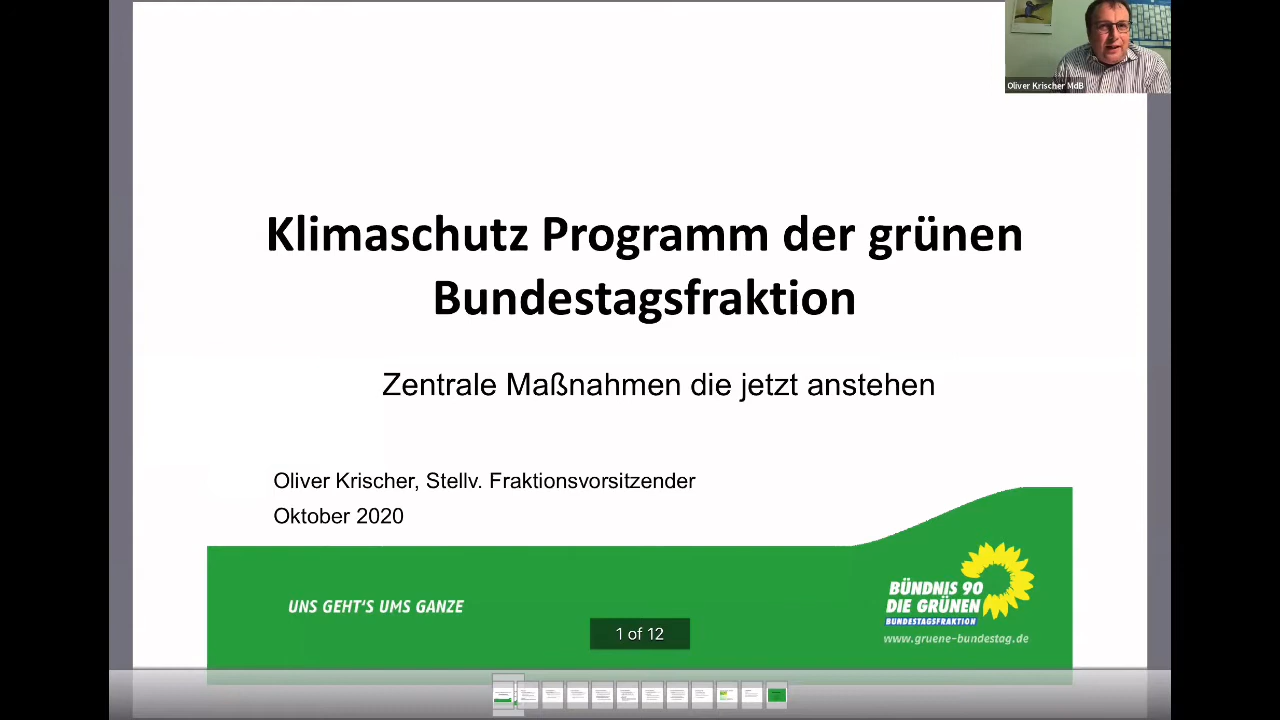 Oliver Krischer MdB
Klimaschutz Programm der grünen
Bundestagsfraktion
Zentrale Maßnahmen die jetzt anstehen
Oliver Krischer, Stellv. Fraktionsvorsitzender
Oktober 2020
UNS GEHT'S UMS GANZE
BÜNDNIS 90
DIE GRÜNEN
BUNDESTAGSFRAKTION
www.gruene-bundestag.de
1 of 12